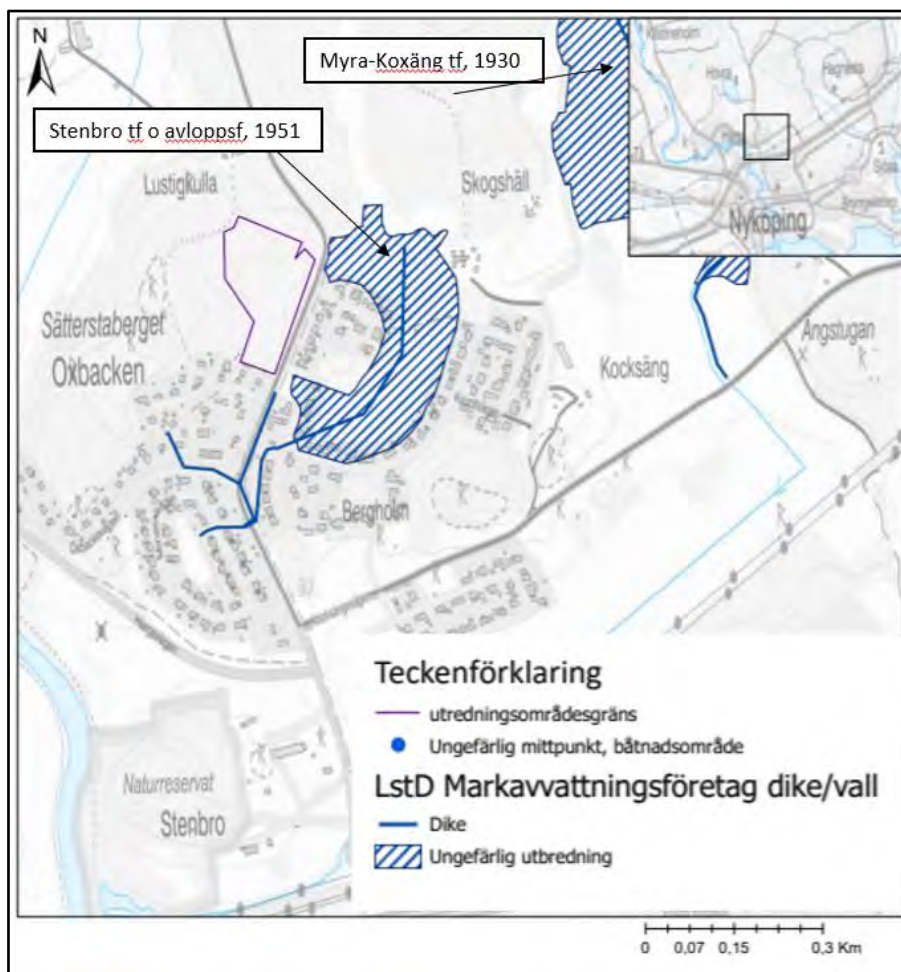 N
Myra-Koxäng tf, 1930
Stenbro tf o avloppsf, 1951
Lustigkulla
Skogshäll
Nyköping
Sätterstaberget
Oxbacken
Kocksäng
Ängstugan
Bergholm
Naturreservat
Stenbro
Teckenförklaring
utredningsområdesgräns
Ungefärlig mittpunkt, båtnadsområde
LstD Markavvattningsföretag dike/vall
Dike
Ungefärlig utbredning
0 0,07 0,15 0,3 Km